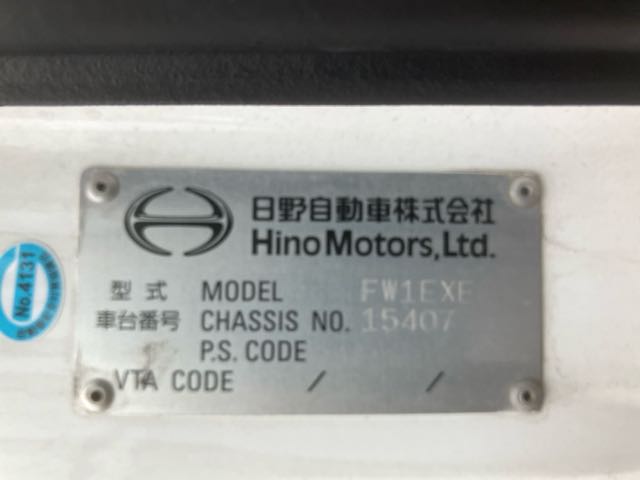 日野自動車株式会社
Hino Motors, Ltd.
型式 MODEL FW1EXE
車台番号 CHASSIS NO. 15407
P.S. CODE
VTA CODE / /
No.4131